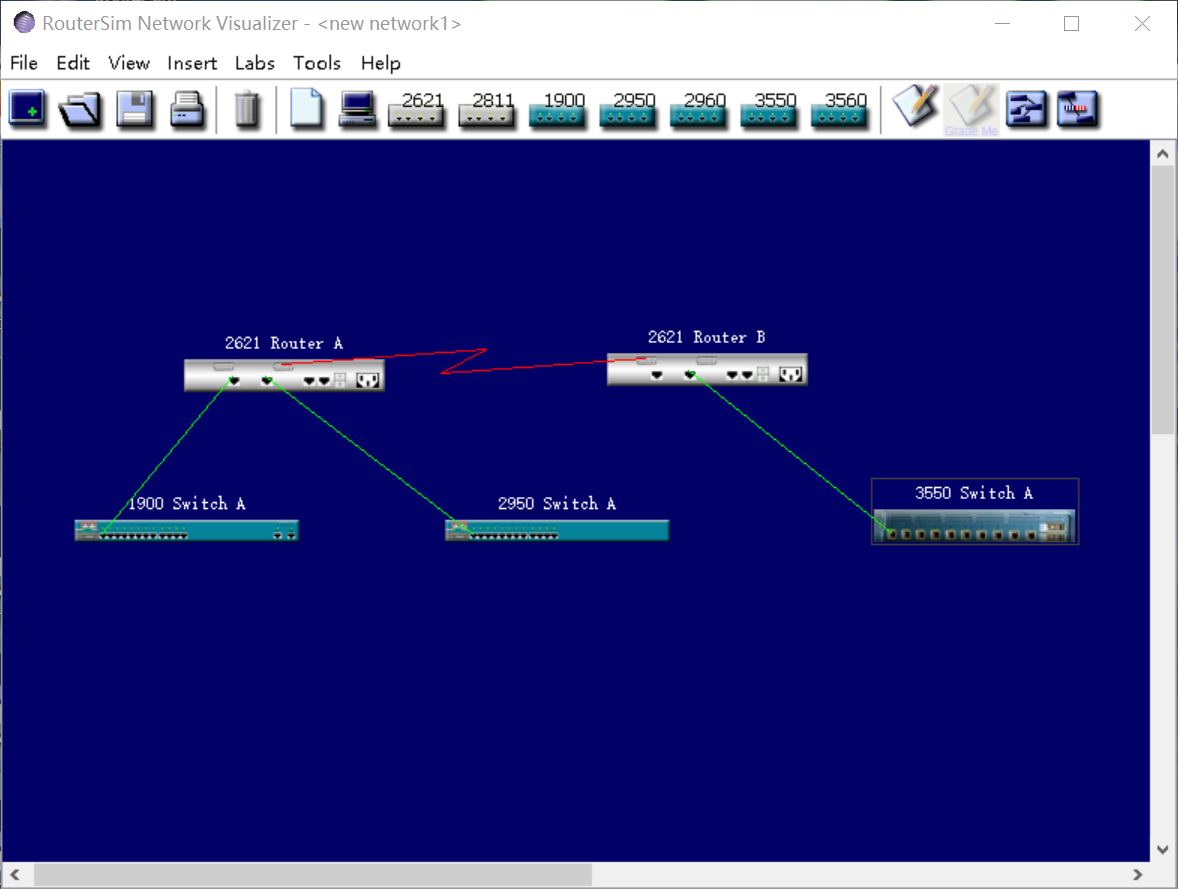 RouterSim Network Visualizer - <new network1>
File Edit View Insert Labs Tools Help
2621 2811 1900 2950 2960 3550 3560
Grade Me
2621 Router A
2621 Router B
1900 Switch A
2950 Switch A
3550 Switch A